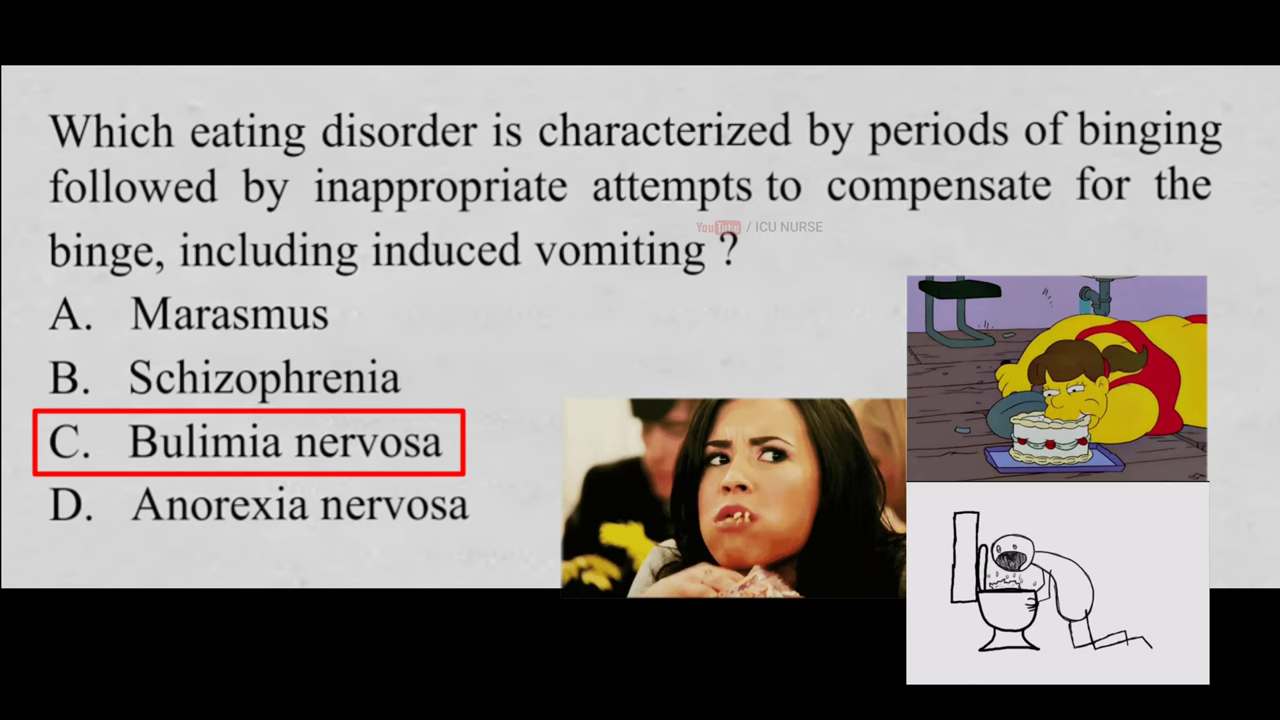 Which eating disorder is characterized by periods of binging
followed by inappropriate attempts to compensate for the
YouTube / ICU NURSE
binge, including induced vomiting ?
A. Marasmus
B. Schizophrenia
C. Bulimia nervosa
D. Anorexia nervosa